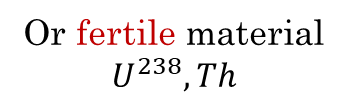 Or fertile material
U²³⁸, Th